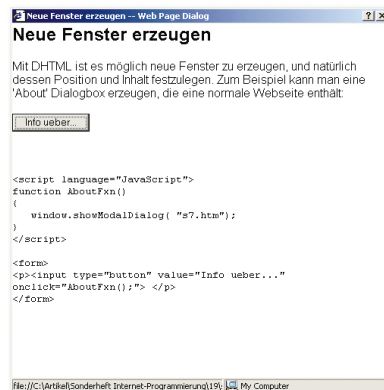 Neue Fenster erzeugen -- Web Page Dialog
Neue Fenster erzeugen
Mit DHTML ist es möglich neue Fenster zu erzeugen, und natürlich
dessen Position und Inhalt festzulegen. Zum Beispiel kann man eine
'About' Dialogbox erzeugen, die eine normale Webseite enthält:
Info ueber...
<script language="JavaScript">
function AboutFxn()
{
window.showModalDialog( "s7.htm");
}
</script>
<form>
<p><input type="button" value="Info ueber..."
onclick="AboutFxn();"> </p>
</form>
file://C:\Artikel\Sonderheft Internet-Programmierung\19\; My Computer